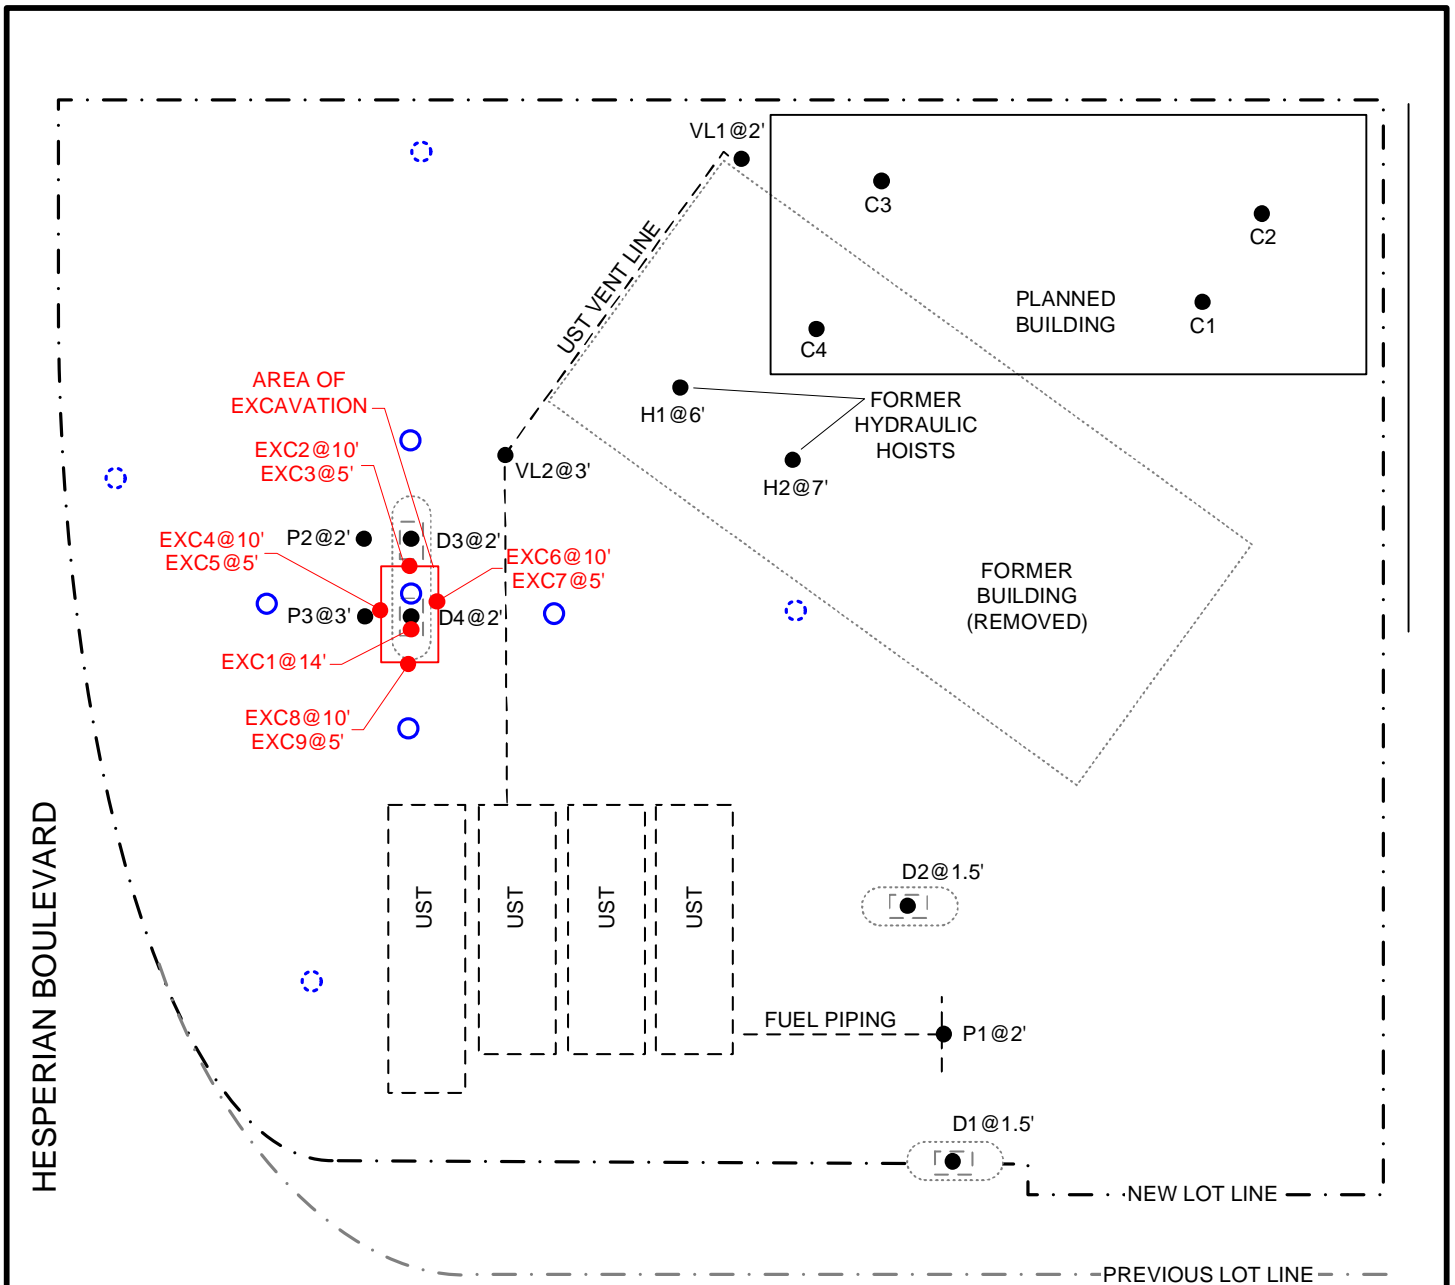 VL1@2'
C3
C2
UST VENT LINE
PLANNED
BUILDING
C1
C4
AREA OF
EXCAVATION
FORMER
HYDRAULIC
HOISTS
H1@6'
EXC2@10'
EXC3@5'
VL2@3'
H2@7'
P2@2'
D3@2'
EXC4@10'
EXC5@5'
EXC6@10'
EXC7@5'
FORMER
BUILDING
(REMOVED)
P3@3'
D4@2'
EXC1@14'
EXC8@10'
EXC9@5'
HESPERIAN BOULEVARD
UST
UST
UST
UST
D2@1.5'
FUEL PIPING
P1@2'
D1@1.5'
NEW LOT LINE
PREVIOUS LOT LINE